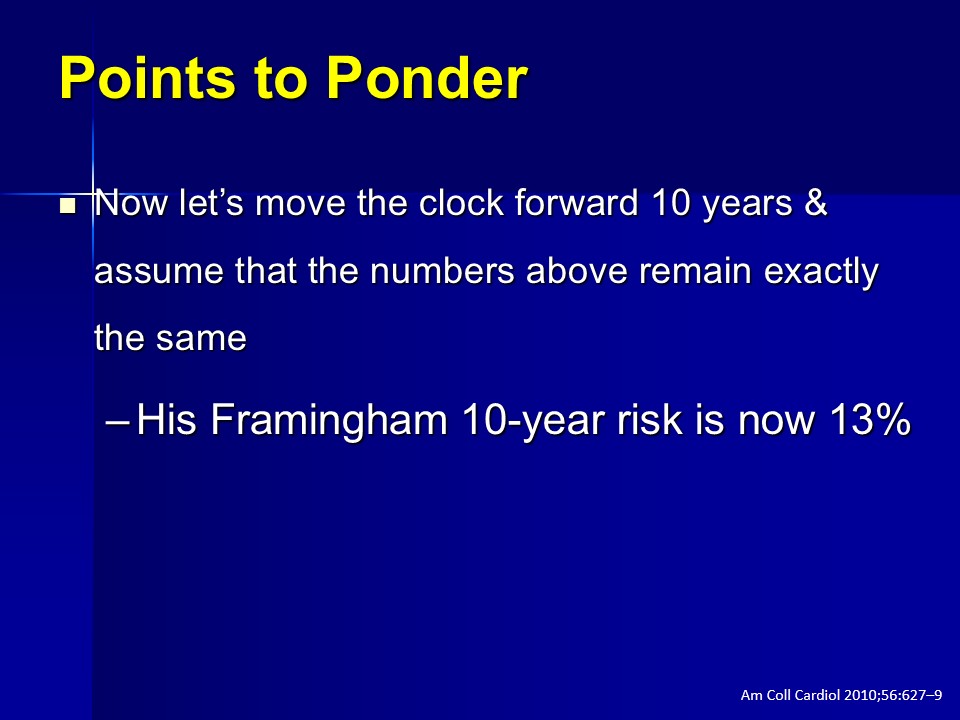 Points to Ponder
Now let’s move the clock forward 10 years &
assume that the numbers above remain exactly
the same
–His Framingham 10-year risk is now 13%
Am Coll Cardiol 2010;56:627–9